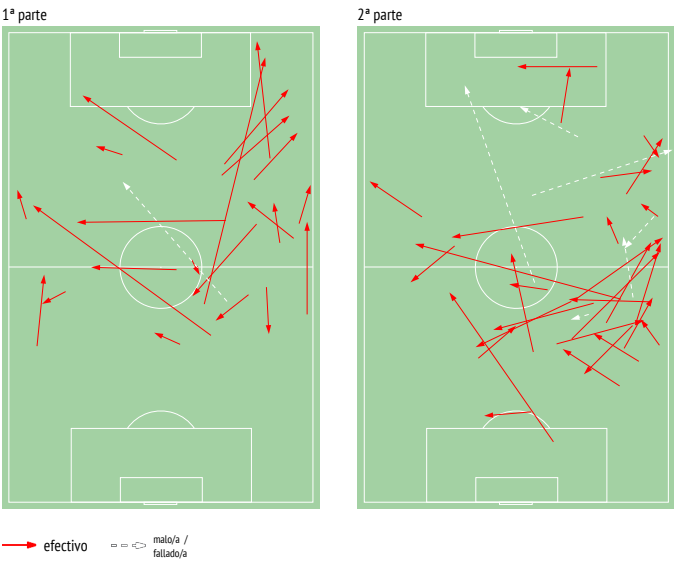 1ª parte
2ª parte
efectivo
malo/a /
fallado/a